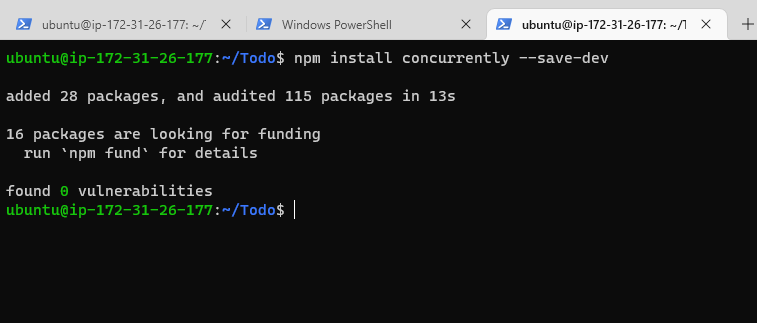 ubuntu@ip-172-31-26-177: ~/
Windows PowerShell
ubuntu@ip-172-31-26-177: ~/T
ubuntu@ip-172-31-26-177:~/Todo$ npm install concurrently --save-dev
added 28 packages, and audited 115 packages in 13s
16 packages are looking for funding
run `npm fund` for details
found 0 vulnerabilities
ubuntu@ip-172-31-26-177:~/Todo$